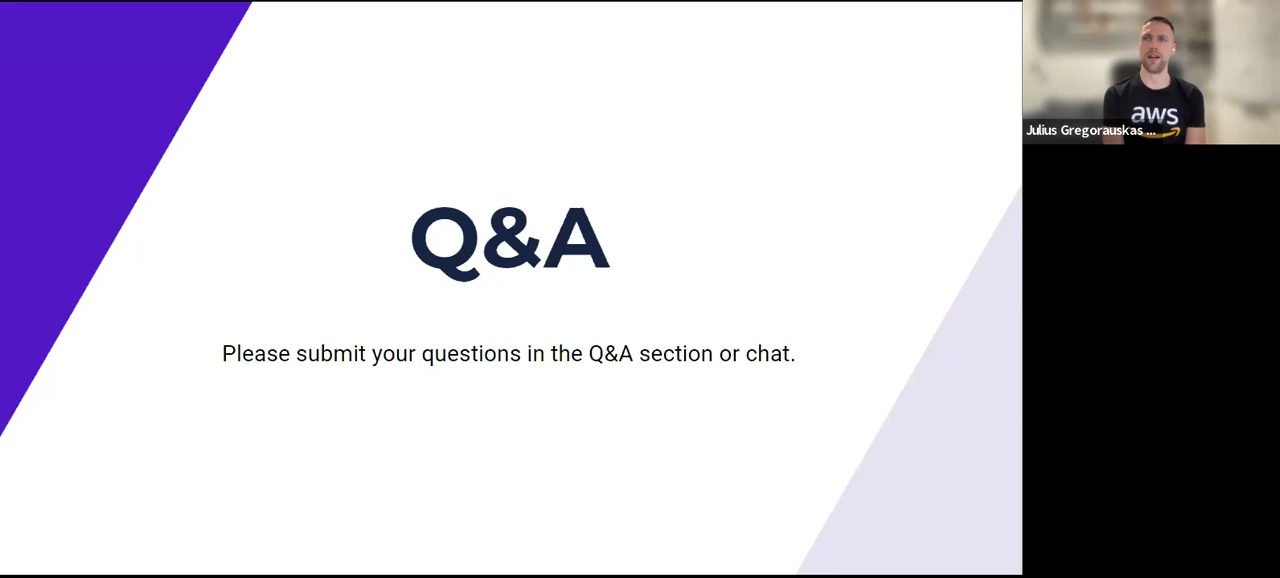 Q&A
Please submit your questions in the Q&A section or chat.
aws
Julius Gregorauskas ...